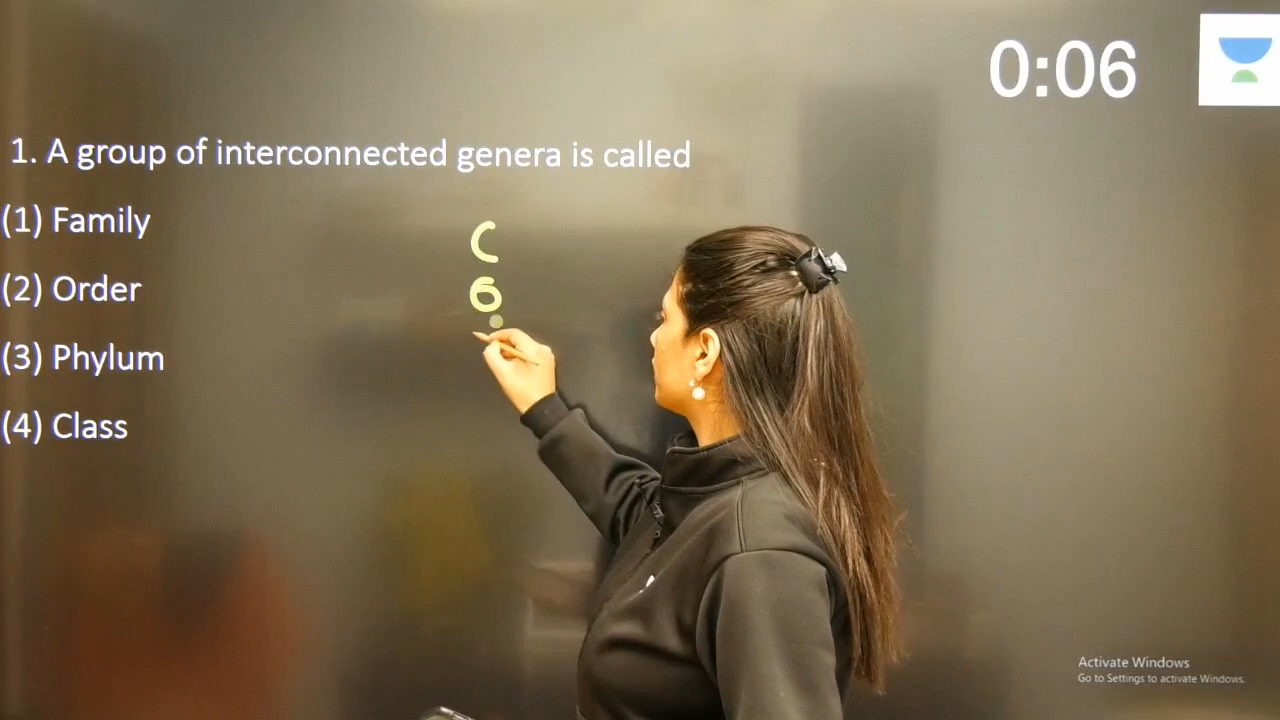 0:06
1. A group of interconnected genera is called
(1) Family
(2) Order
(3) Phylum
(4) Class
C
Activate Windows
Go to Settings to activate Windows.